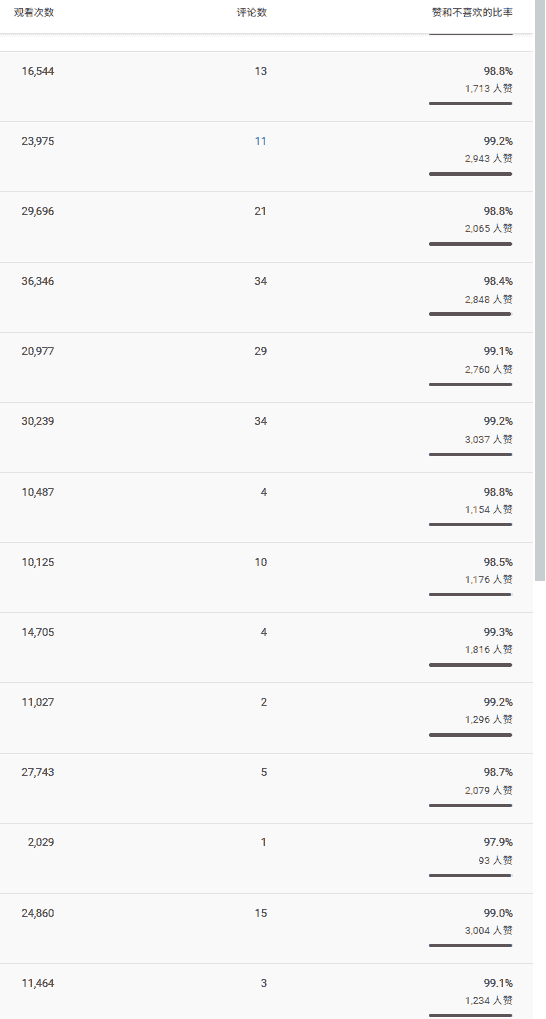 观看次数 评论数 赞和不喜欢的比率
16,544 13 98.8%
1,713 人赞
23,975 11 99.2%
2,943 人赞
29,696 21 98.8%
2,065 人赞
36,346 34 98.4%
2,848 人赞
20,977 29 99.1%
2,760 人赞
30,239 34 99.2%
3,037 人赞
10,487 4 98.8%
1,154 人赞
10,125 10 98.5%
1,176 人赞
14,705 4 99.3%
1,816 人赞
11,027 2 99.2%
1,296 人赞
27,743 5 98.7%
2,079 人赞
2,029 1 97.9%
93 人赞
24,860 15 99.0%
3,004 人赞
11,464 3 99.1%
1,234 人赞